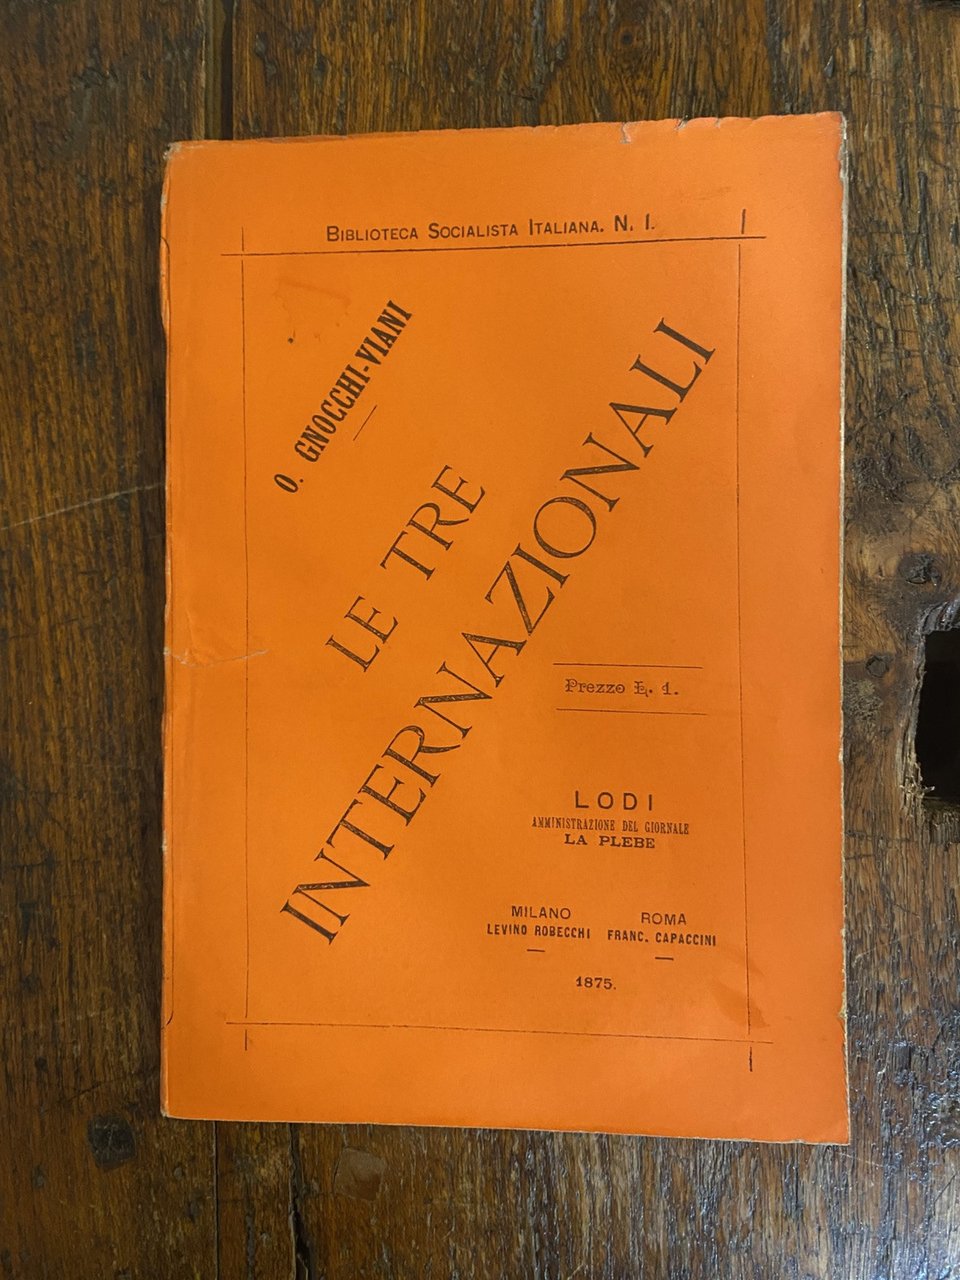 Biblioteca Socialista Italiana. N. 1.
O. GNOCCHI-VIANI
LE TRE
INTERNAZIONALI
Prezzo L. 1.
LODI
AMMINISTRAZIONE DEL GIORNALE
LA PLEBE
MILANO
LEVINO ROBECCHI
ROMA
FRANC. CAPACCINI
1875.